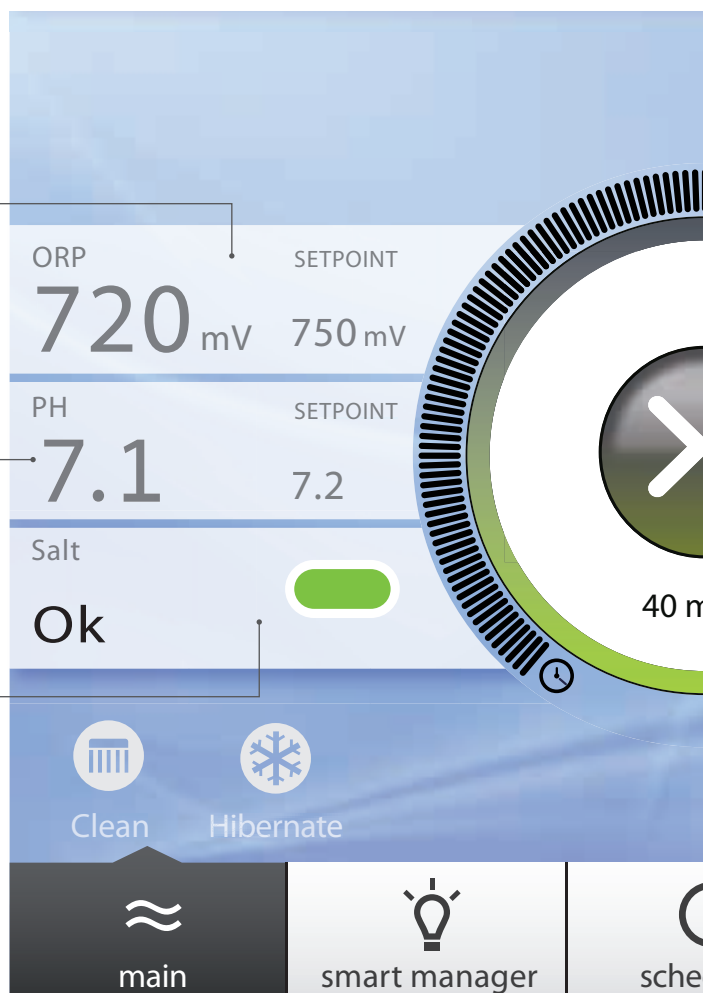 ORP
SETPOINT
720 mV
750 mV
PH
SETPOINT
7.1
7.2
Salt
Ok
40
Clean
Hibernate
main
smart manager